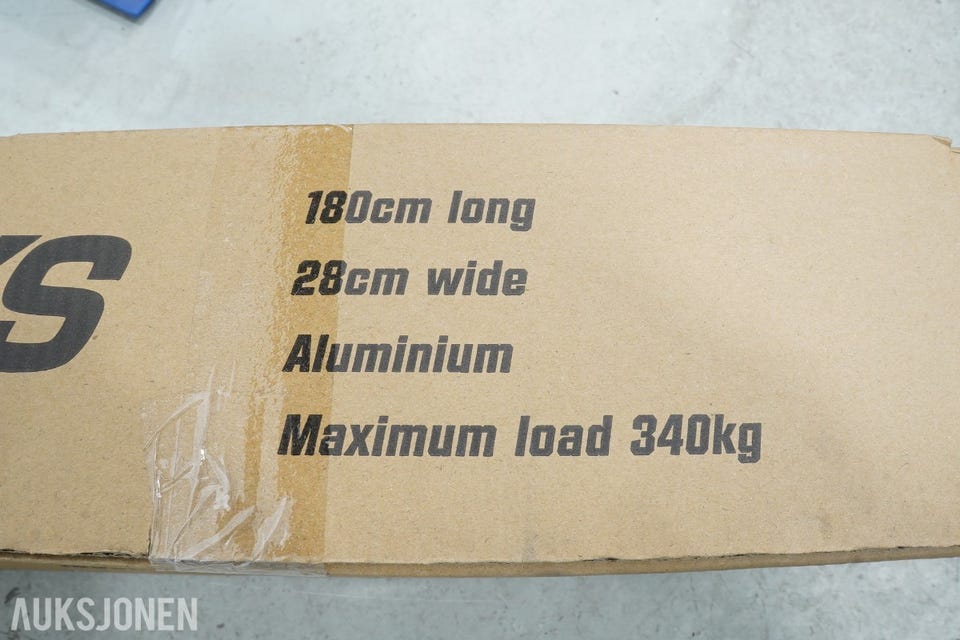 180cm long
28cm wide
Aluminium
Maximum load 340kg
AUKSJONEN